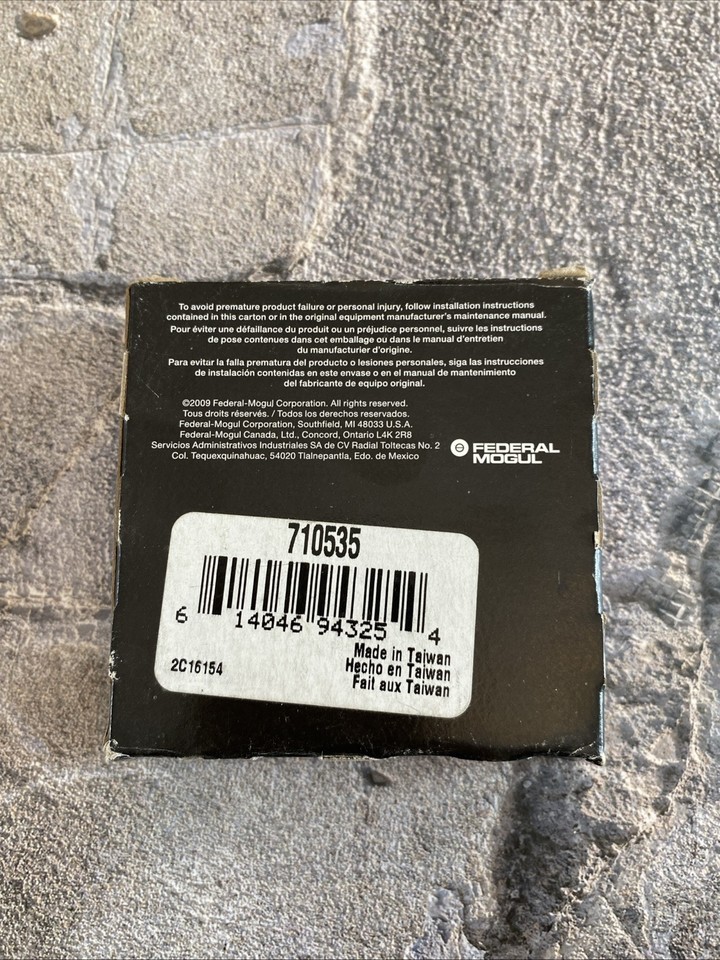 To avoid premature product failure or personal injury, follow installation instructions
contained in this carton or in the original equipment manufacturer's maintenance manual.
Pour éviter une défaillance du produit ou un préjudice personnel, suivre les instructions
de pose contenues dans cet emballage ou dans le manuel d'entretien
du manufacturier d'origine.
Para evitar la falla prematura del producto o lesiones personales, siga las instrucciones
de instalación contenidas en este envase o en el manual de mantenimiento
del fabricante de equipo original.
©2009 Federal-Mogul Corporation. All rights reserved.
Tous droits réservés. / Todos los derechos reservados.
Federal-Mogul Corporation, Southfield, MI 48033 U.S.A.
Federal-Mogul Canada, Ltd., Concord, Ontario L4K 2R8
Servicios Administrativos Industriales SA de CV Radial Toltecas No. 2
Col. Tequexquinahuac, 54020 Tlalnepantla, Edo. de Mexico
FEDERAL
MOGUL
710535
6 14046 94325 4
Made in Taiwan
Hecho en Taiwan
Fait aux Taiwan
2C16154